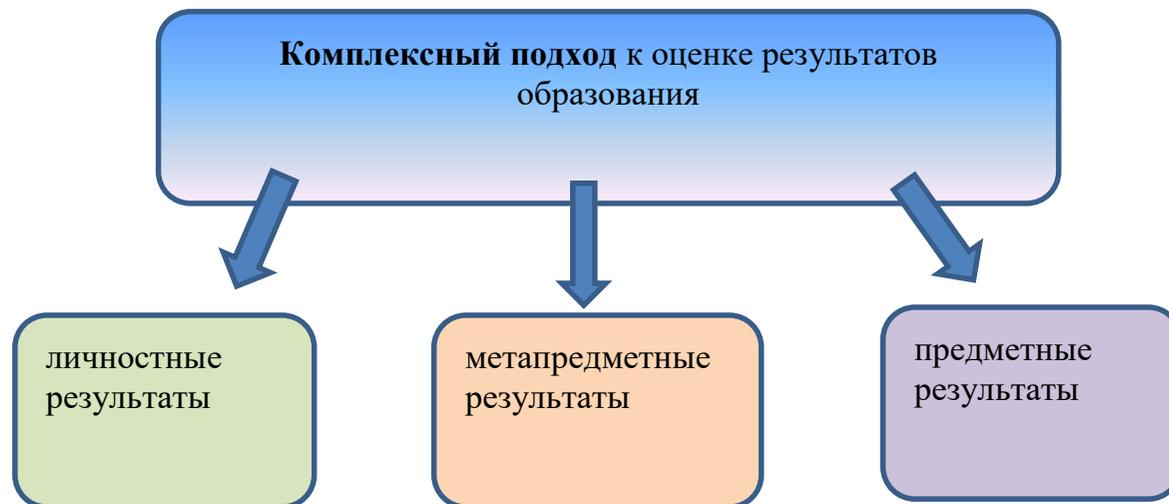 Комплексный подход к оценке результатов
образования
личностные
результаты
метапредметные
результаты
предметные
результаты